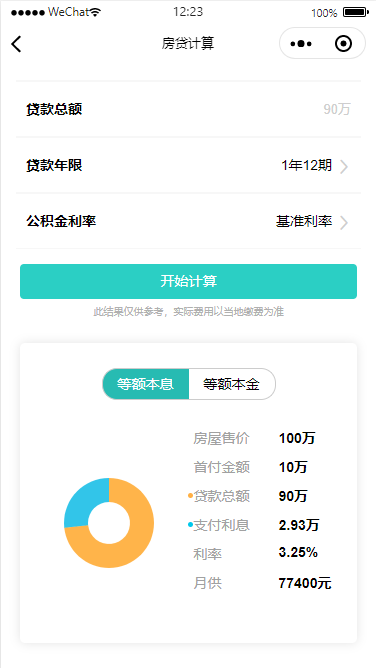 WeChat 12:23 100%
房贷计算
贷款总额 90万
贷款年限 1年12期
公积金利率 基准利率
开始计算
此结果仅供参考，实际费用以当地缴费为准
等额本息 等额本金
房屋售价 100万
首付金额 10万
贷款总额 90万
支付利息 2.93万
利率 3.25%
月供 77400元